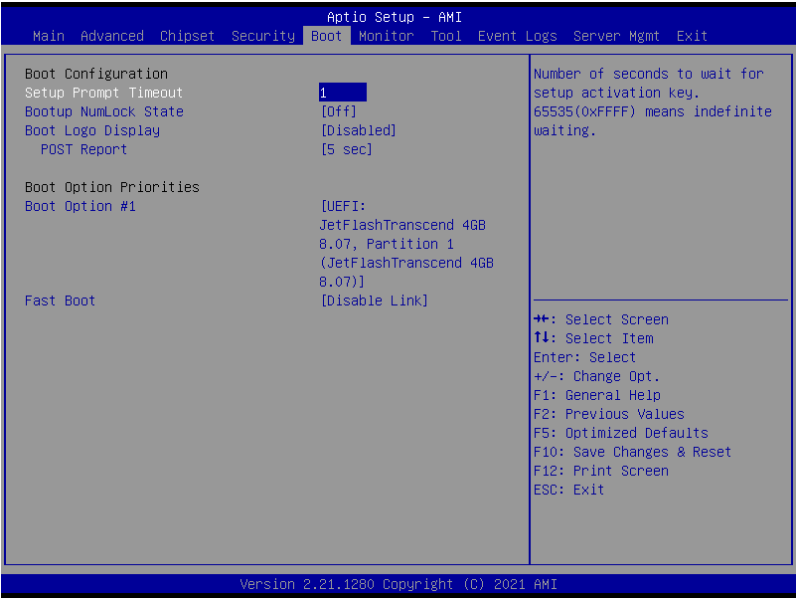 Aptio Setup – AMI
Main Advanced Chipset Security Boot Monitor Tool Event Logs Server Mgmt Exit
Boot Configuration
Setup Prompt Timeout 1
Bootup NumLock State [Off]
Boot Logo Display [Disabled]
POST Report [5 sec]
Boot Option Priorities
Boot Option #1 [UEFI:
JetFlashTranscend 4GB
8.07, Partition 1
(JetFlashTranscend 4GB
8.07)]
Fast Boot [Disable Link]
Number of seconds to wait for
setup activation key.
65535(0xFFFF) means indefinite
waiting.
→←: Select Screen
↑↓: Select Item
Enter: Select
+/-: Change Opt.
F1: General Help
F2: Previous Values
F5: Optimized Defaults
F10: Save Changes & Reset
F12: Print Screen
ESC: Exit
Version 2.21.1280 Copyright (C) 2021 AMI